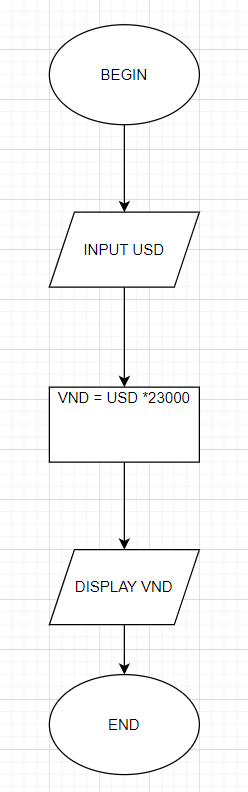 BEGIN
INPUT USD
VND = USD *23000
DISPLAY VND
END